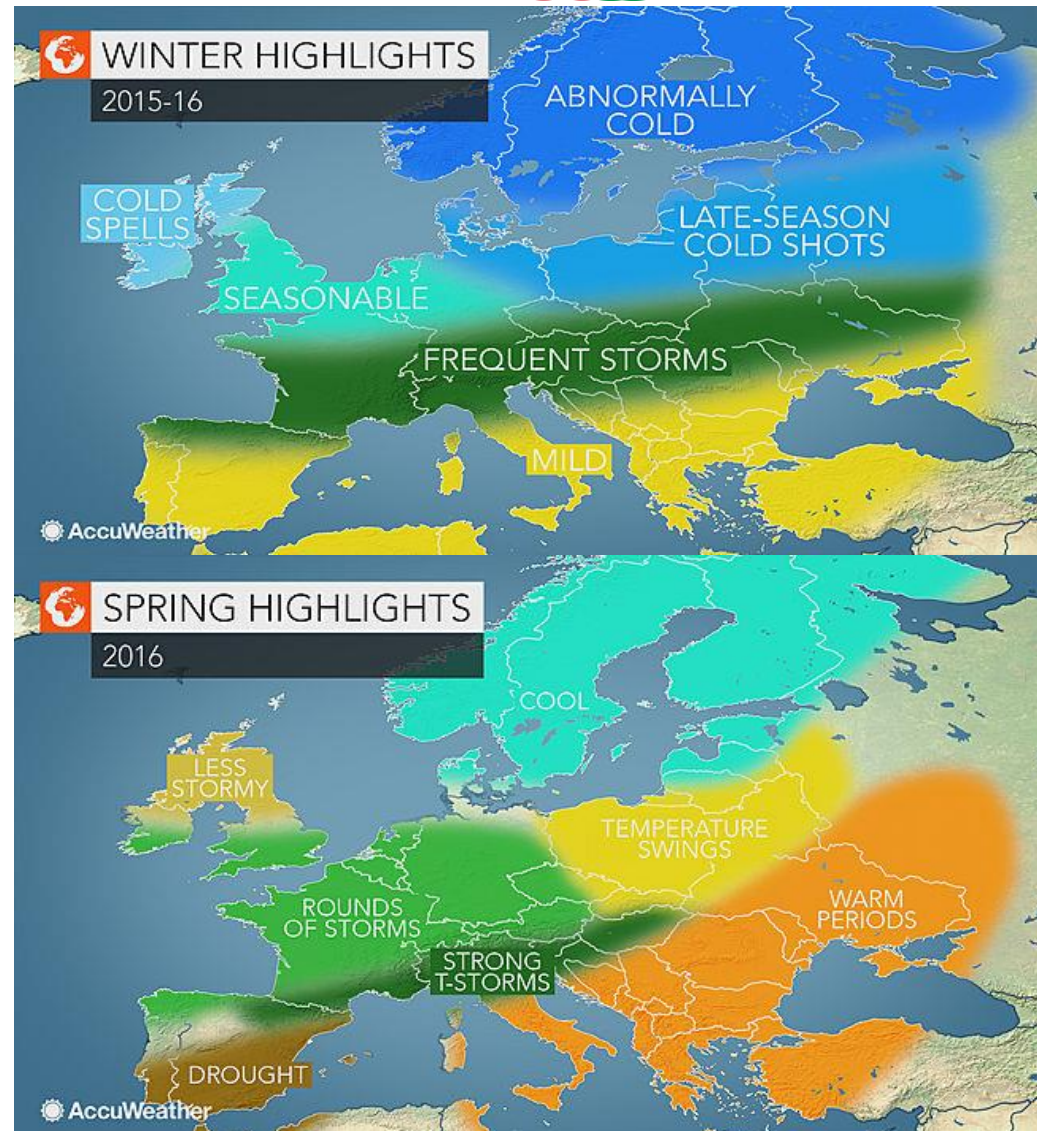 WINTER HIGHLIGHTS
2015-16
ABNORMALLY
COLD
COLD
SPELLS
LATE-SEASON
COLD SHOTS
SEASONABLE
FREQUENT STORMS
MILD
AccuWeather
SPRING HIGHLIGHTS
2016
COOL
LESS
STORMY
TEMPERATURE
SWINGS
ROUNDS
OF STORMS
WARM
PERIODS
STRONG
T-STORMS
DROUGHT
AccuWeather